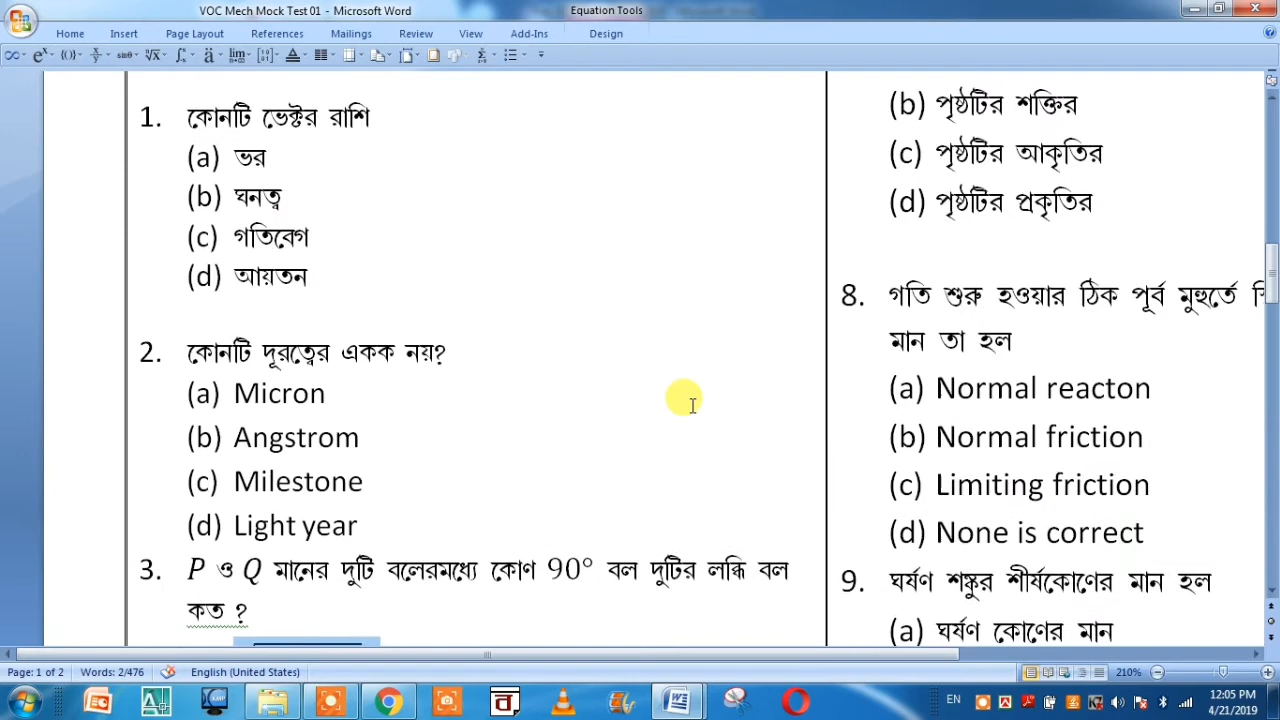 VOC Mech Mock Test 01 - Microsoft Word
Equation Tools
Home Insert Page Layout References Mailings Review View Add-Ins Design
1. কোনটি ভেক্টর রাশি
(a) ভর
(b) ঘনত্ব
(c) গতিবেগ
(d) আয়তন
2. কোনটি দূরত্বের একক নয়?
(a) Micron
(b) Angstrom
(c) Milestone
(d) Light year
3. P ও Q মানের দুটি বলেরমধ্যে কোণ 90° বল দুটির লব্ধি বল
কত ?
(b) পৃষ্ঠটির শক্তির
(c) পৃষ্ঠটির আকৃতির
(d) পৃষ্ঠটির প্রকৃতির
8. গতি শুরু হওয়ার ঠিক পূর্ব মুহুর্তে
মান তা হল
(a) Normal reacton
(b) Normal friction
(c) Limiting friction
(d) None is correct
9. ঘর্ষণ শঙ্কুর শীর্ষকোণের মান হল
(a) ঘর্ষণ কোণের মান
Page: 1 of 2 Words: 2/476 English (United States) 210%
EN 12:05 PM
4/21/2019